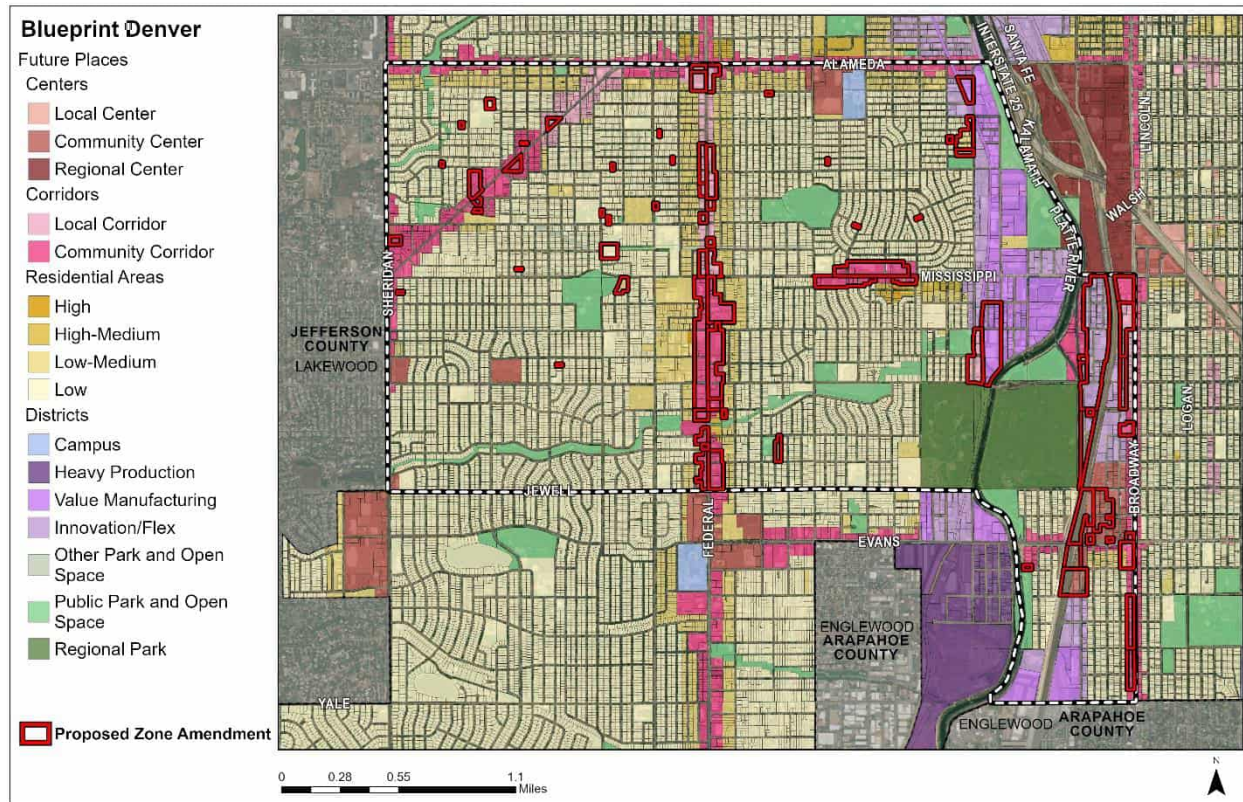 Blueprint Denver
Future Places
Centers
Local Center
Community Center
Regional Center
Corridors
Local Corridor
Community Corridor
Residential Areas
High
High-Medium
Low-Medium
Low
Districts
Campus
Heavy Production
Value Manufacturing
Innovation/Flex
Other Park and Open
Space
Public Park and Open
Space
Regional Park
Proposed Zone Amendment
ALAMEDA
INTERSTATE 25
SANTA FE
KALAMATH
LINCOLN
WALSH
PLATTE RIVER
SHERIDAN
MISSISSIPPI
JEFFERSON
COUNTY
LAKEWOOD
LOGAN
BROADWAY
JEWELL
FEDERAL
EVANS
ENGLEWOOD
ARAPAHOE
COUNTY
YALE
ENGLEWOOD
ARAPAHOE
COUNTY
0 0.28 0.55 1.1
Miles
N